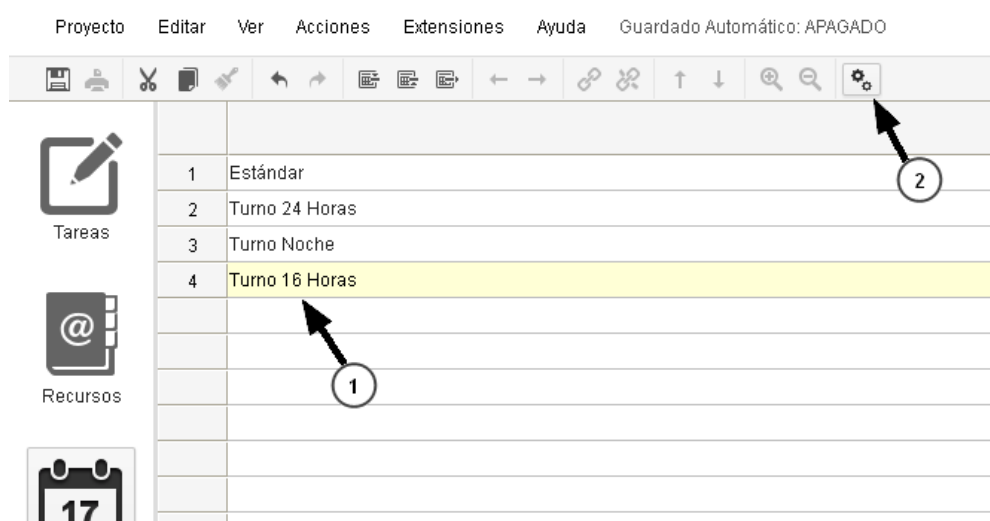 Proyecto Editar Ver Acciones Extensiones Ayuda Guardado Automático: APAGADO
Tareas
@
Recursos
17
1 Estándar
2 Turno 24 Horas
3 Turno Noche
4 Turno 16 Horas
2
1